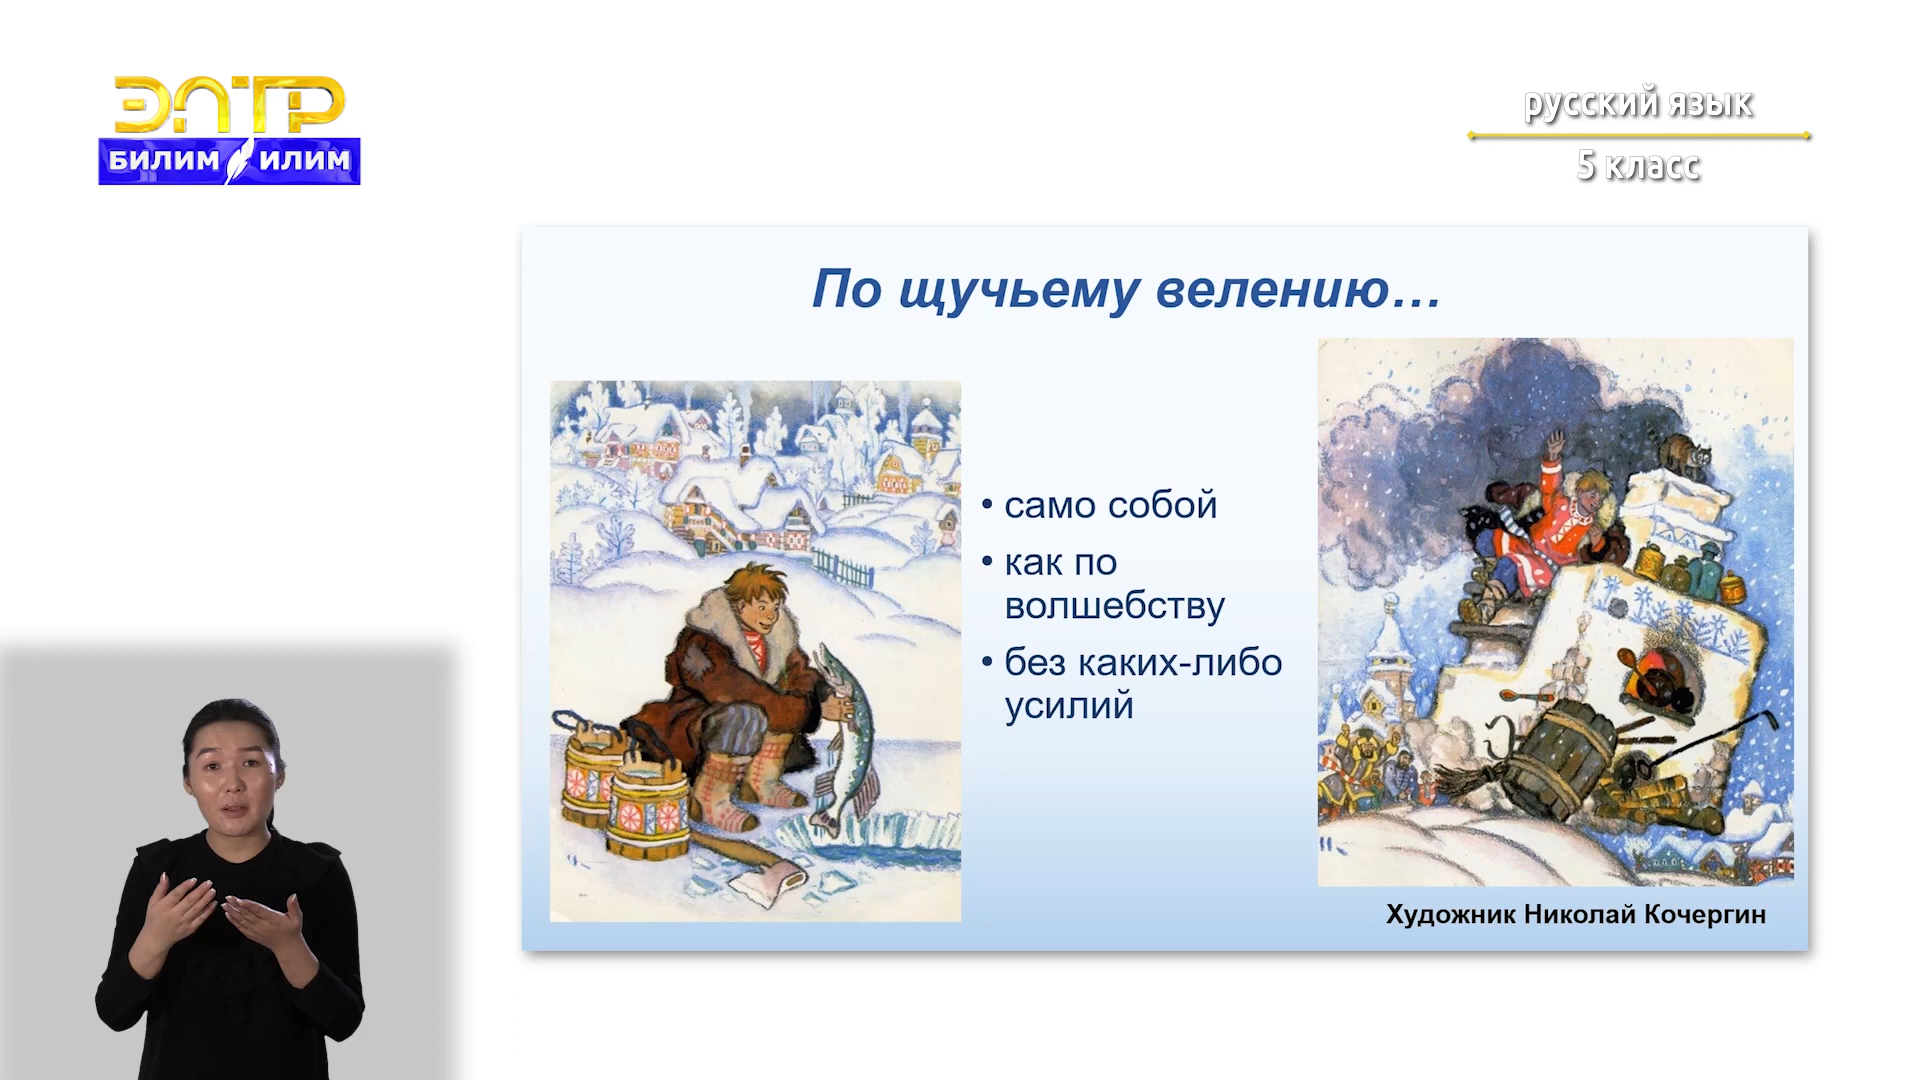 ЭЛТР
БИЛИМ ИЛИМ
русский язык
5 класс
По щучьему велению…
• само собой
• как по
волшебству
• без каких-либо
усилий
Художник Николай Кочергин